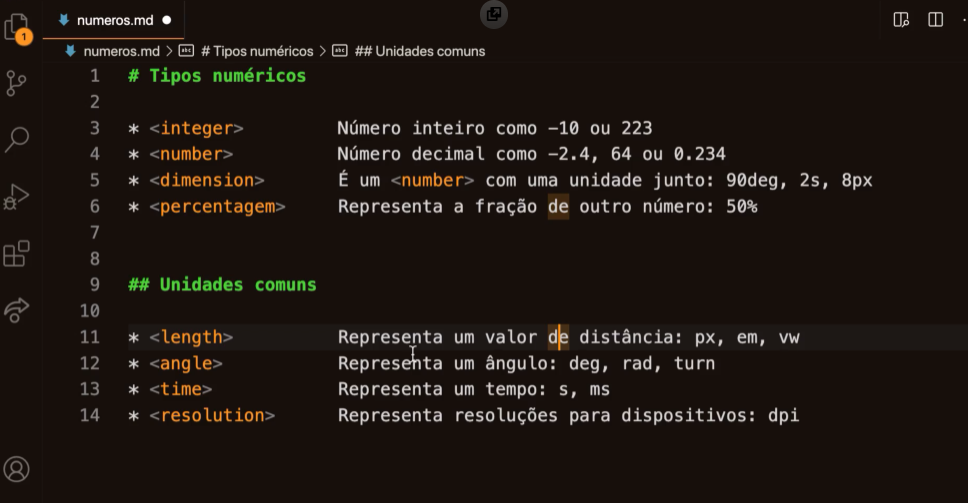 numeros.md
numeros.md > # Tipos numéricos > ## Unidades comuns
1
1 # Tipos numéricos
2
3 * <integer> Número inteiro como -10 ou 223
4 * <number> Número decimal como -2.4, 64 ou 0.234
5 * <dimension> É um <number> com uma unidade junto: 90deg, 2s, 8px
6 * <percentagem> Representa a fração de outro número: 50%
7
8
9 ## Unidades comuns
10
11 * <length> Representa um valor de distância: px, em, vw
12 * <angle> Representa um ângulo: deg, rad, turn
13 * <time> Representa um tempo: s, ms
14 * <resolution> Representa resoluções para dispositivos: dpi